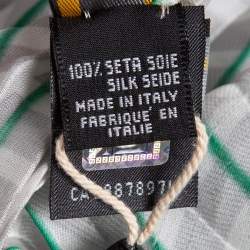 100% SETA SOIE
SILK SEIDE
MADE IN ITALY
FABRIQUÉ EN
ITALIE